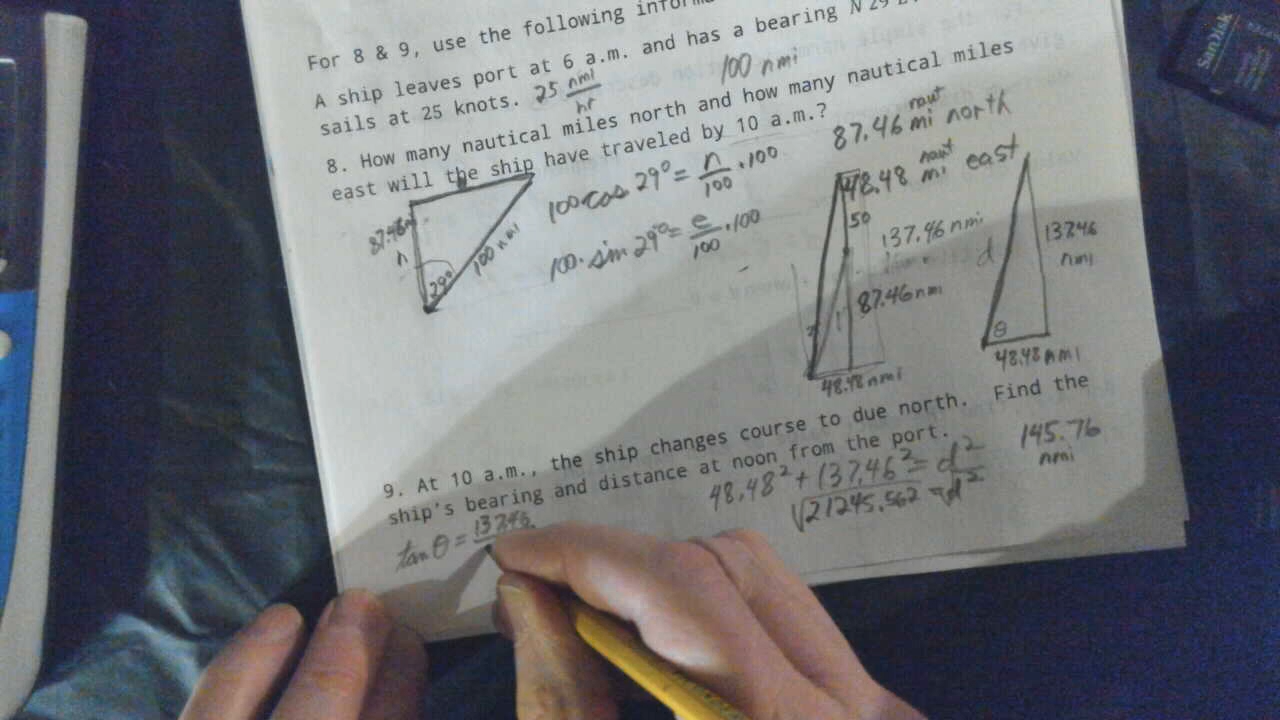 For 8 & 9, use the following
A ship leaves port at 6 a.m. and has a bearing N 29
sails at 25 knots. 25 nmi/hr
100 nmi
8. How many nautical miles north and how many nautical miles
east will the ship have traveled by 10 a.m.?
87.46 naut mi north
48.48 naut mi east
100 cos 29° = n/100 · 100
100 · sin 29° = e/100 · 100
n
29°
100 nmi
50
137.46 nmi
87.46 nmi
48.48 nmi
d
137.46 nmi
θ
48.48 nmi
9. At 10 a.m., the ship changes course to due north. Find the
ship's bearing and distance at noon from the port.
145.76 nmi
48.48² + 137.46² = d²
√21245.562 = √d²
tan θ = 137.46